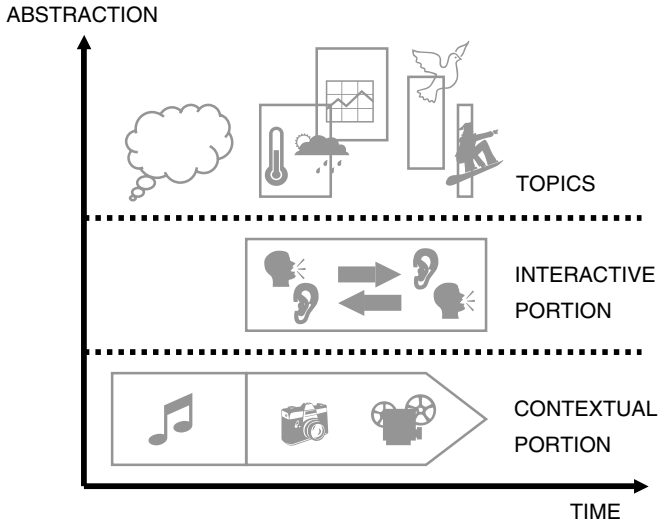 ABSTRACTION
TOPICS
INTERACTIVE
PORTION
CONTEXTUAL
PORTION
TIME